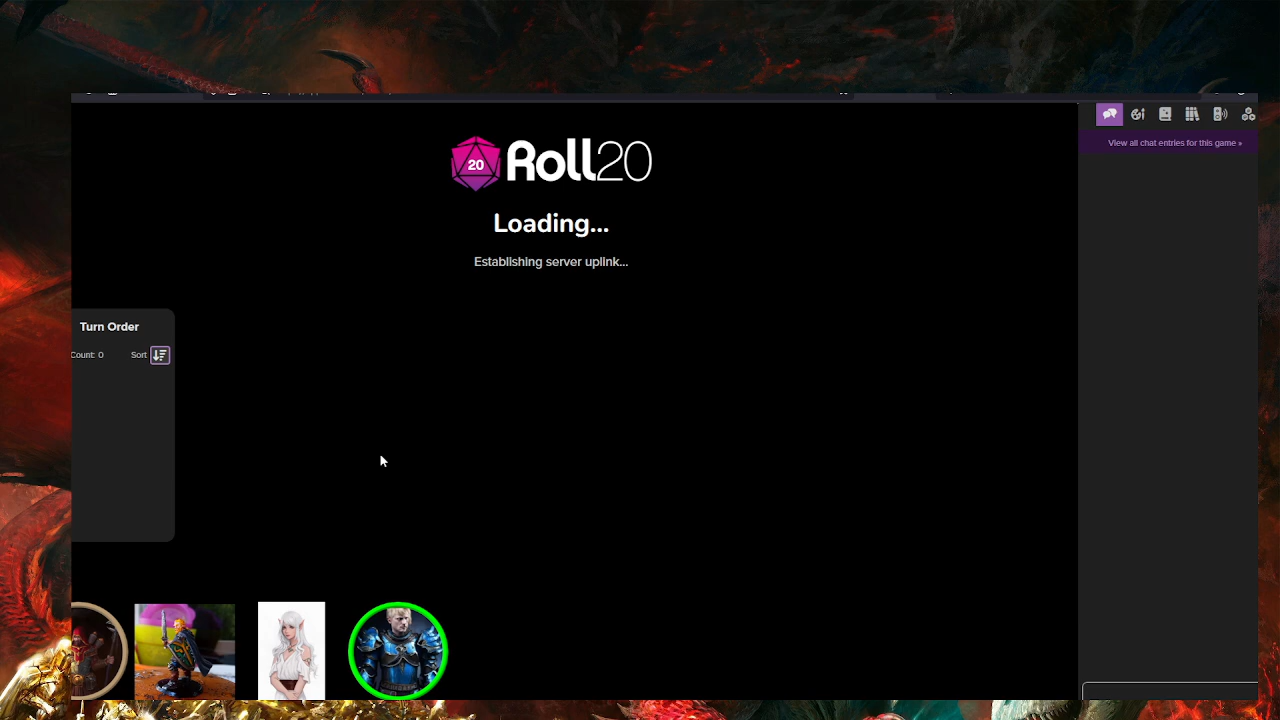 20 Roll20
Loading...
Establishing server uplink...
View all chat entries for this game »
Turn Order
Count: 0 Sort